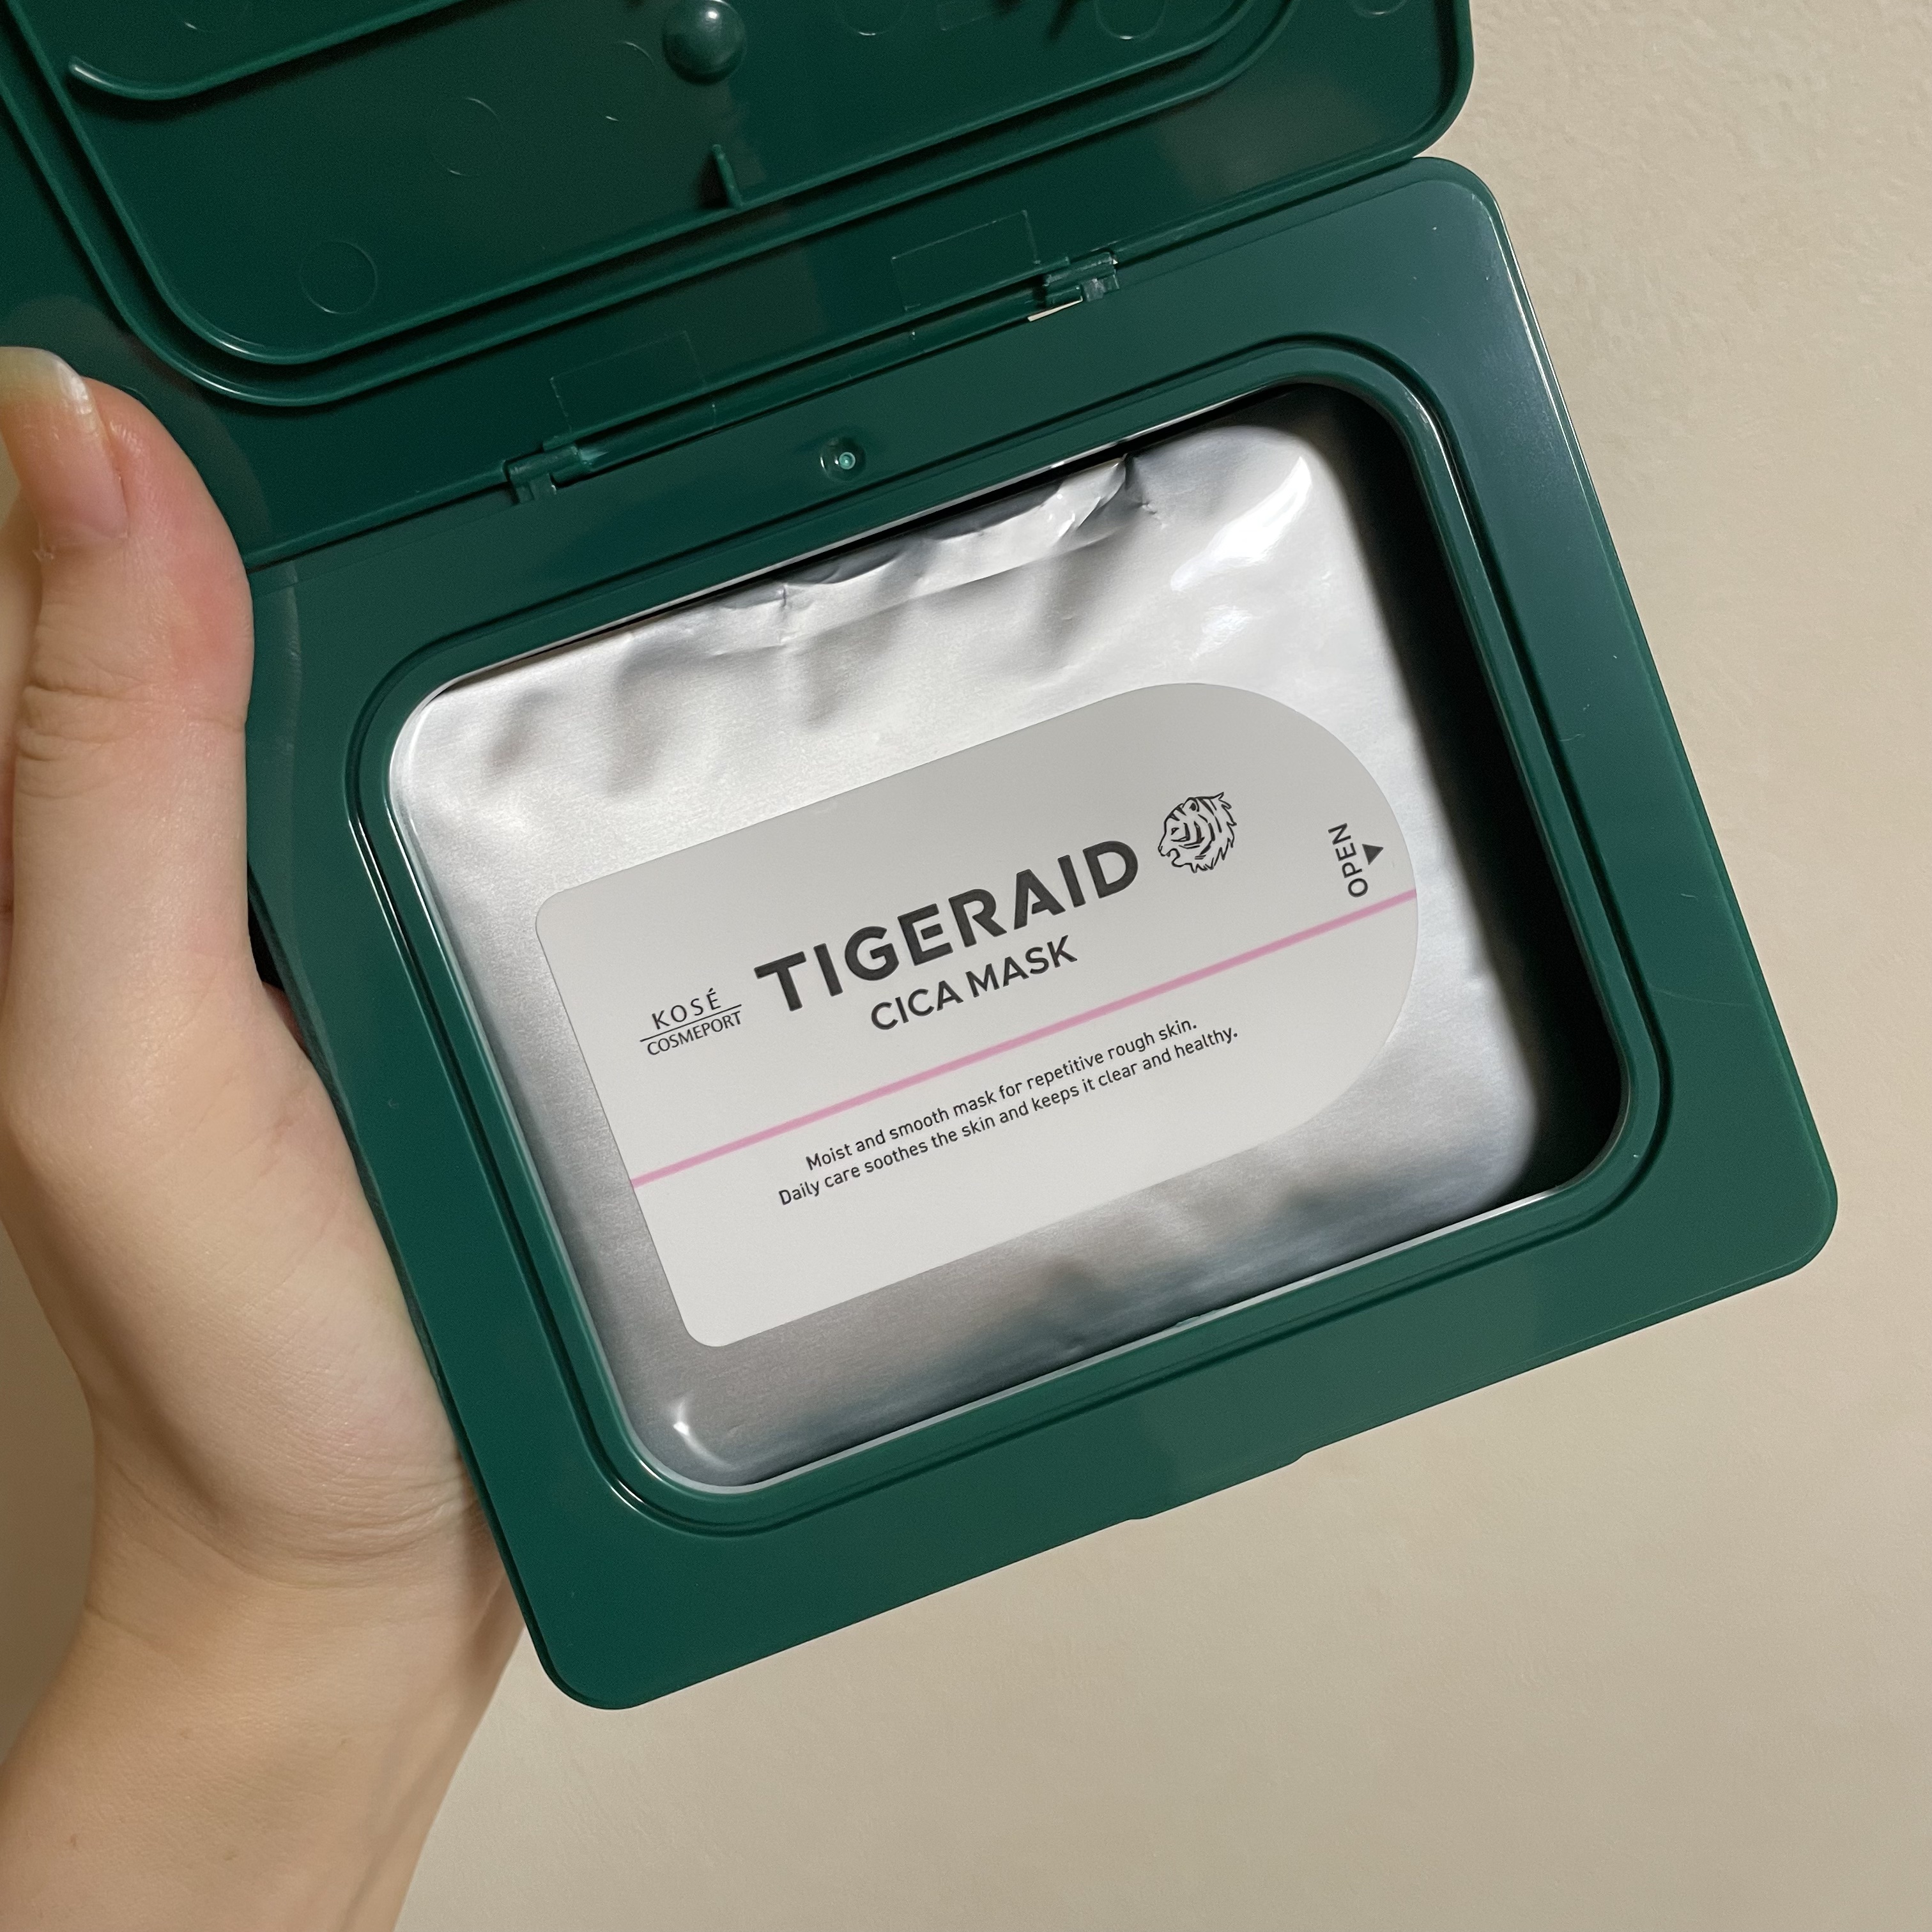 KOSÉ
COSMEPORT
TIGERAID
CICA MASK
OPEN
Moist and smooth mask for repetitive rough skin.
Daily care soothes the skin and keeps it clear and healthy.